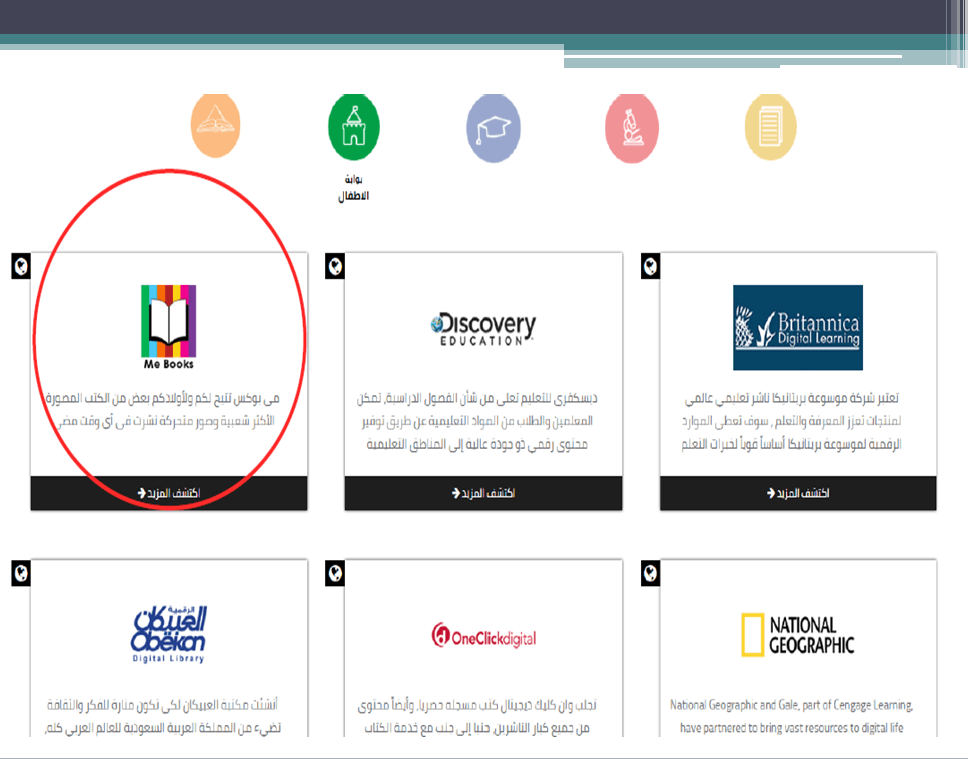 بوابة
الاطفال
Britannica
Digital Learning
تعتبر شركة موسوعة بريتانيكا ناشر تعليمي عالمي
لمنتجات تعزز المعرفة والتعلم , سوف تعطى الموارد
الرقمية لموسوعة بريتانيكا أساساً قوياً لخبرات التعلم
اكتشف المزيد
Discovery
EDUCATION
ديسكفرى للتعليم تعلى من شأن الفصول الدراسية, تمكن
المعلمين والطلاب من المواد التعليمية عن طريق توفير
محتوى رقمي ذو جودة عالية إلى المناطق التعليمية
اكتشف المزيد
Me Books
مى بوكس تتيح لكم ولأولادكم بعض من الكتب المصورة
الأكثر شعبية وصور متحركة نشرت فى أي وقت مضى
اكتشف المزيد
NATIONAL
GEOGRAPHIC
National Geographic and Gale, part of Cengage Learning,
have partnered to bring vast resources to digital life
OneClickdigital
تجلب وان كليك ديجيتال كتب مسجله حصريا, وأيضاً محتوى
من جميع كبار الناشرين, جنبا إلى جنب مع خدمة الكتاب
الرقمية
العبيكان
Obëkan
Digital Library
أنشئت مكتبة العبيكان لكي تكون منارة للفكر والثقافة
تضيء من المملكة العربية السعودية للعالم العربي كله,